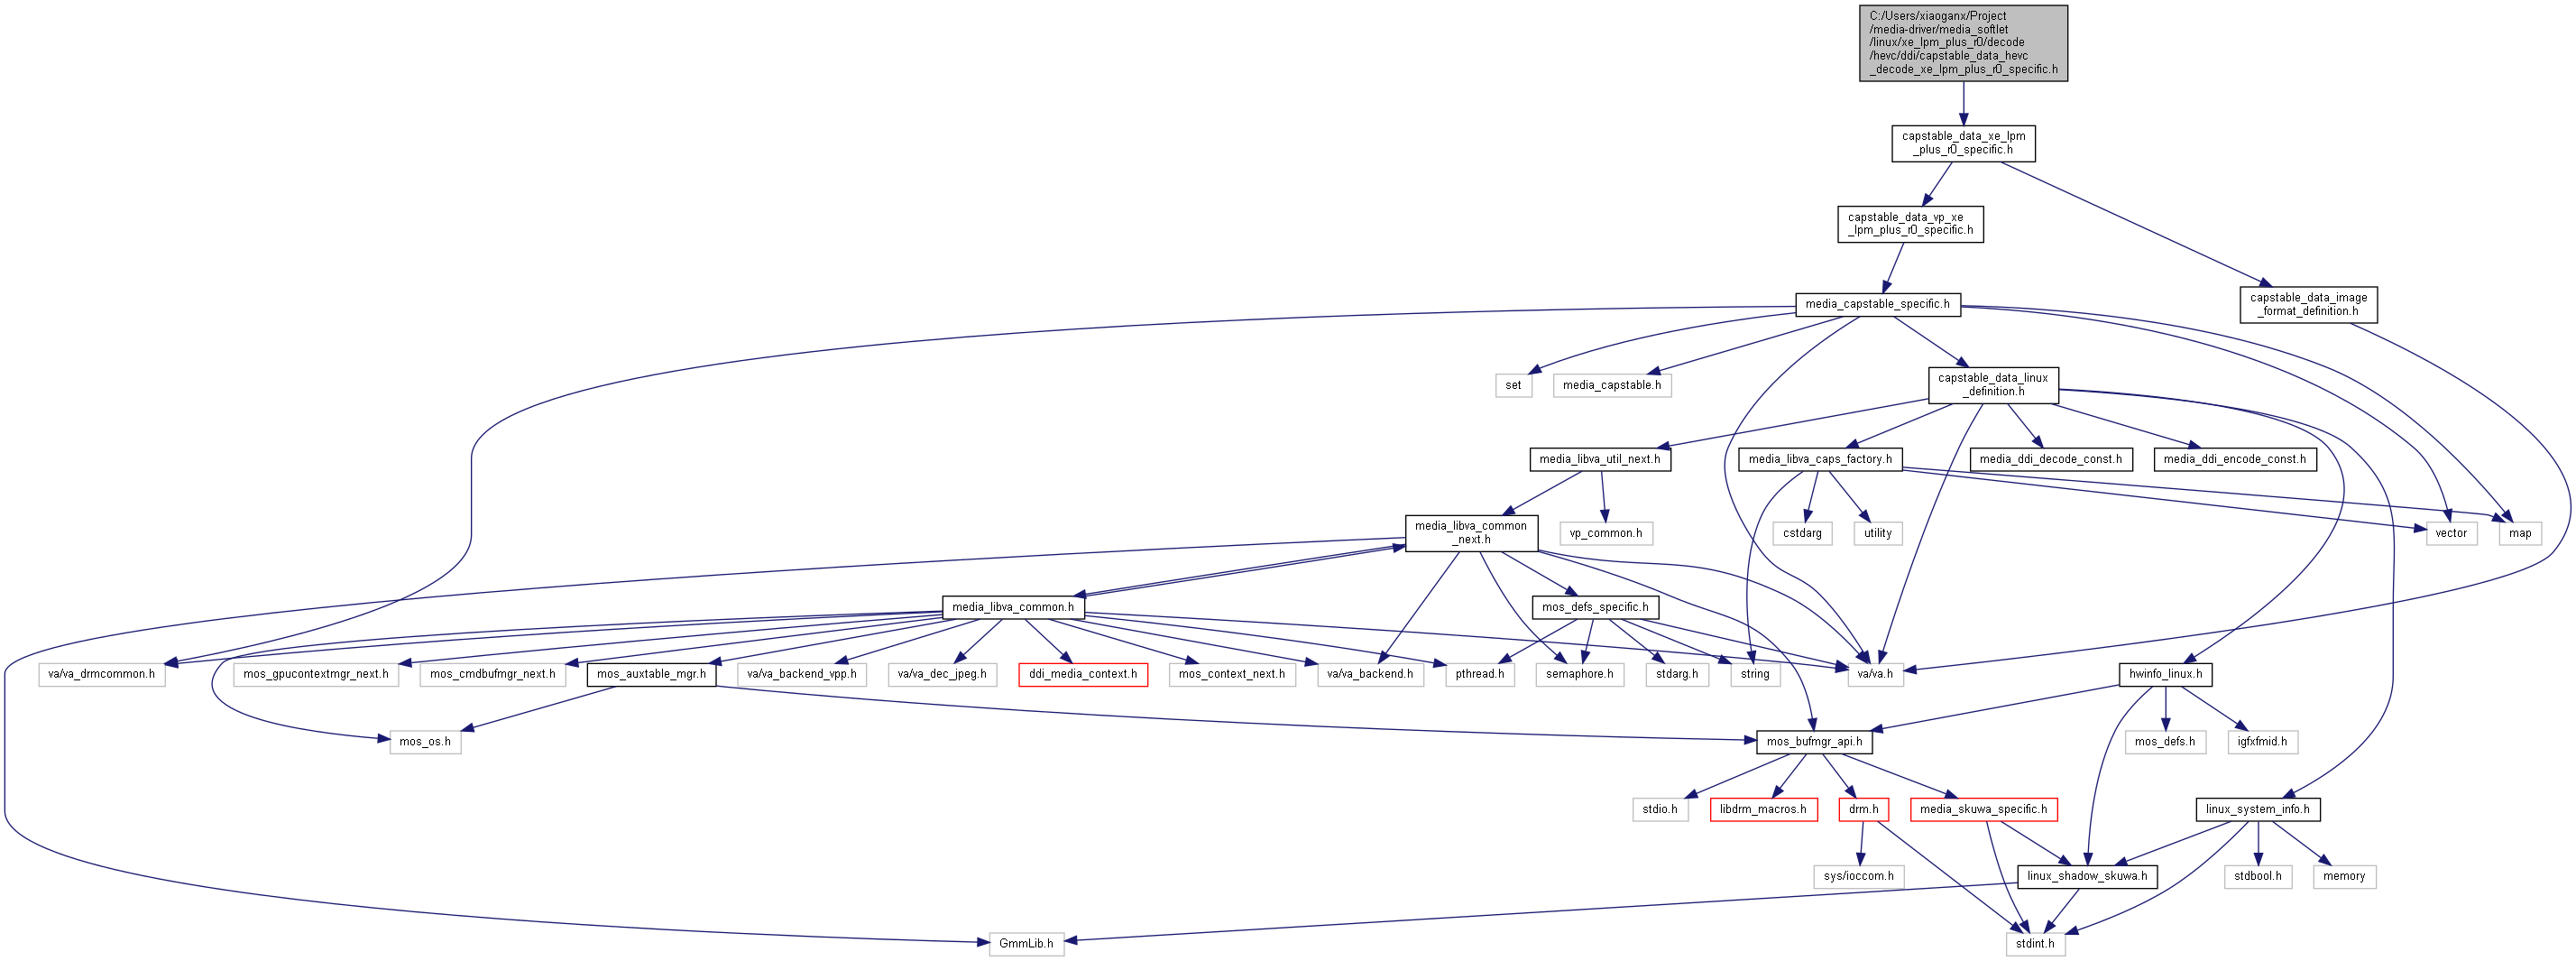 C:/Users/xiaoganx/Project
/media-driver/media_softlet
/linux/xe_lpm_plus_r0/decode
/hevc/ddi/capstable_data_hevc
_decode_xe_lpm_plus_r0_specific.h
capstable_data_xe_lpm
_plus_r0_specific.h
capstable_data_vp_xe
_lpm_plus_r0_specific.h
media_capstable_specific.h
capstable_data_image
_format_definition.h
set
media_capstable.h
capstable_data_linux
_definition.h
media_libva_util_next.h
media_libva_caps_factory.h
media_ddi_decode_const.h
media_ddi_encode_const.h
media_libva_common
_next.h
vp_common.h
cstdarg
utility
vector
map
media_libva_common.h
mos_defs_specific.h
va/va_drmcommon.h
mos_gpucontextmgr_next.h
mos_cmdbufmgr_next.h
mos_auxtable_mgr.h
va/va_backend_vpp.h
va/va_dec_jpeg.h
ddi_media_context.h
mos_context_next.h
va/va_backend.h
pthread.h
semaphore.h
stdarg.h
string
va/va.h
hwinfo_linux.h
mos_os.h
mos_bufmgr_api.h
mos_defs.h
igfxfmid.h
stdio.h
libdrm_macros.h
drm.h
media_skuwa_specific.h
linux_system_info.h
sys/ioccom.h
linux_shadow_skuwa.h
stdbool.h
memory
GmmLib.h
stdint.h